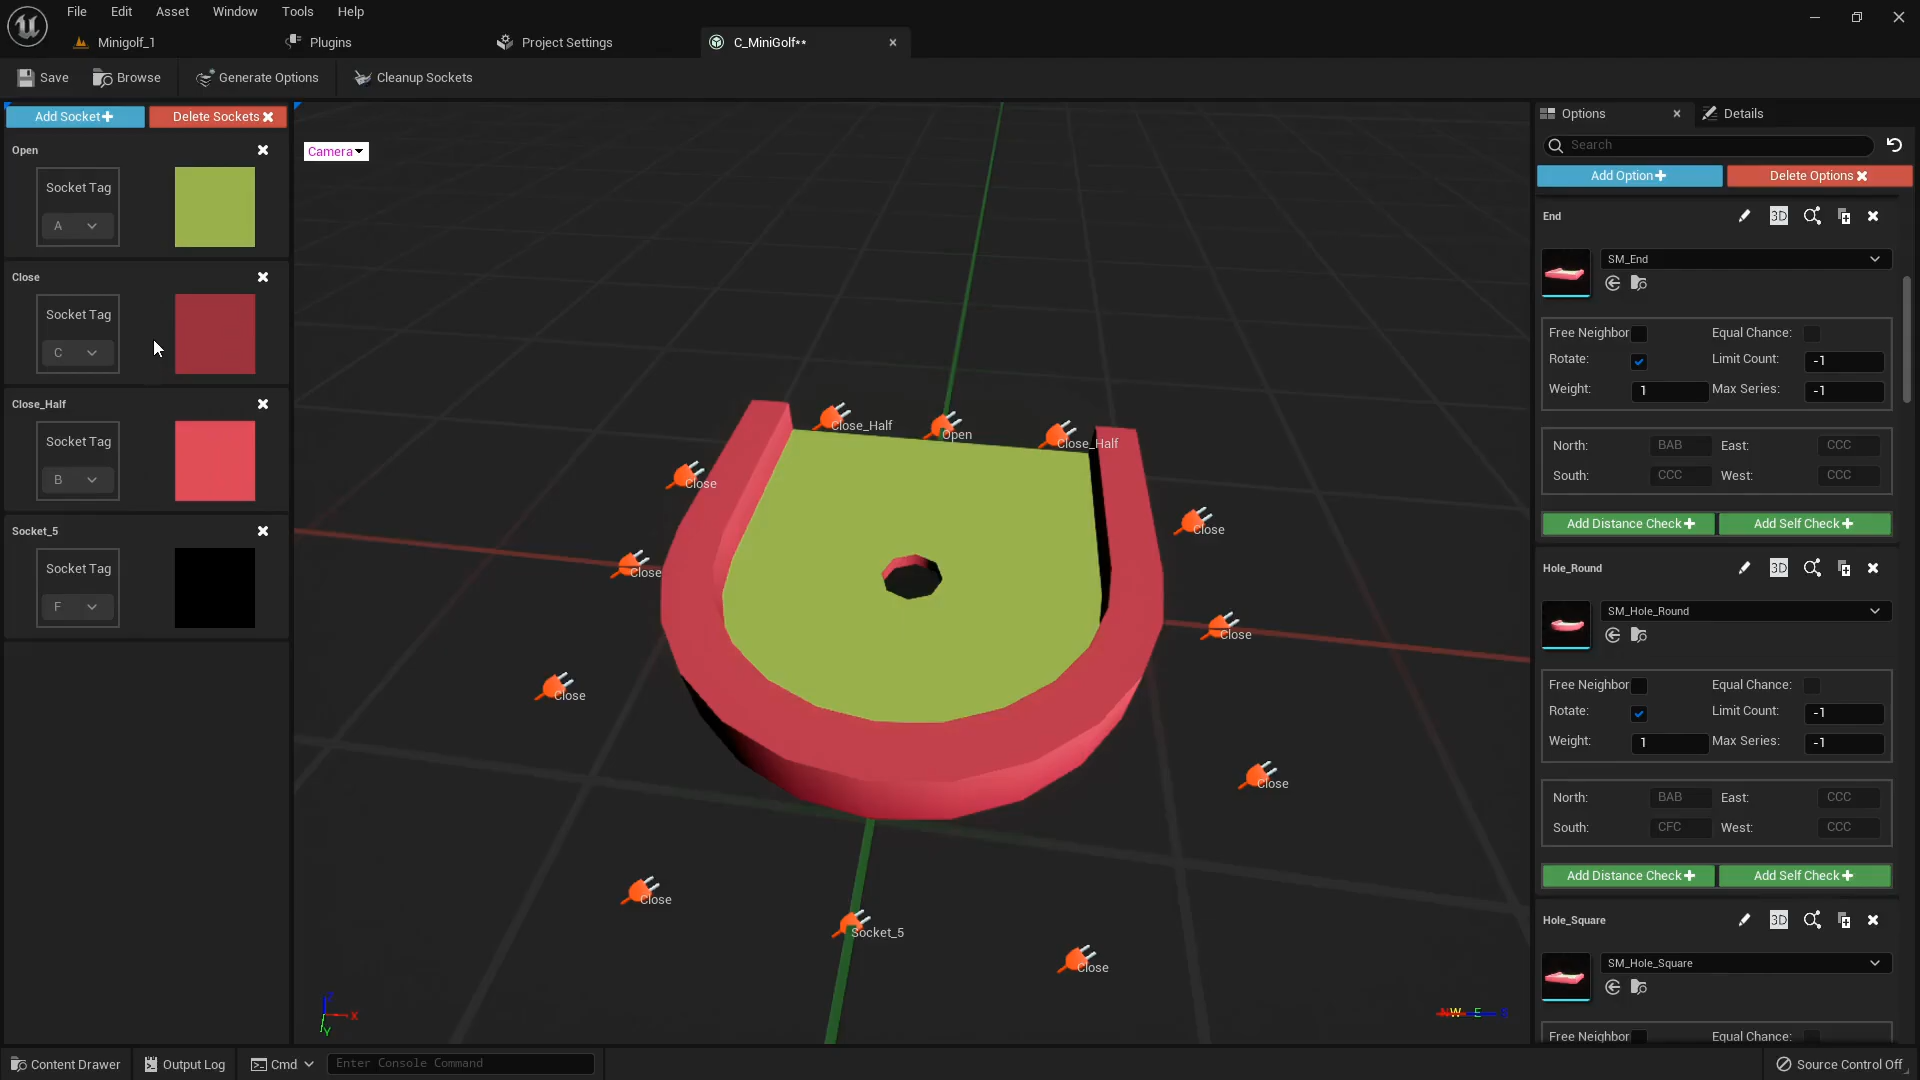 File Edit Asset Window Tools Help
Minigolf_1 Plugins Project Settings C_MiniGolf**
Save Browse Generate Options Cleanup Sockets
Add Socket
Delete Sockets
Open
Socket Tag
A
Close
Socket Tag
C
Close_Half
Socket Tag
B
Socket_5
Socket Tag
F
Camera
Close_Half
Open
Close_Half
Close
Close
Close
Close
Close
Close
Close
Close
Socket_5
Close
X
Y
W E
Options Details
Search
Add Option Delete Options
End 3D
SM_End
Free Neighbor Equal Chance:
Rotate: Limit Count: -1
Weight: 1 Max Series: -1
North: BAB East: CCC
South: CCC West: CCC
Add Distance Check Add Self Check
Hole_Round 3D
SM_Hole_Round
Free Neighbor Equal Chance:
Rotate: Limit Count: -1
Weight: 1 Max Series: -1
North: BAB East: CCC
South: CFC West: CCC
Add Distance Check Add Self Check
Hole_Square 3D
SM_Hole_Square
Free Neighbor Equal Chance:
Content Drawer Output Log Cmd Enter Console Command Source Control Off